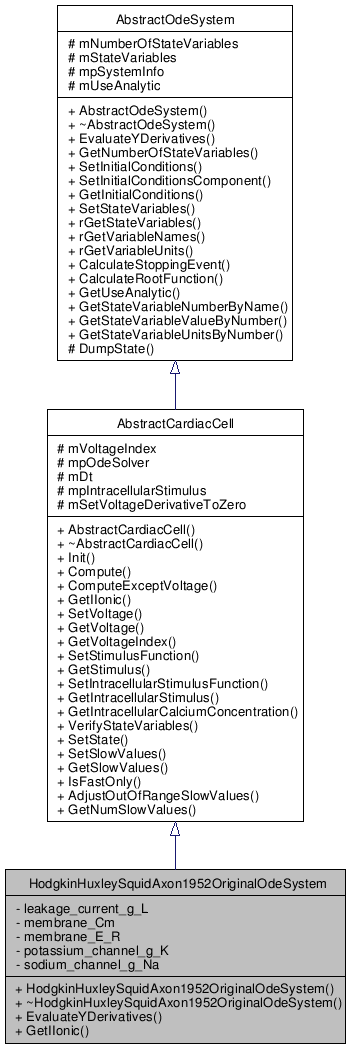 AbstractOdeSystem
# mNumberOfStateVariables
# mStateVariables
# mpSystemInfo
# mUseAnalytic
+ AbstractOdeSystem()
+ ~AbstractOdeSystem()
+ EvaluateYDerivatives()
+ GetNumberOfStateVariables()
+ SetInitialConditions()
+ SetInitialConditionsComponent()
+ GetInitialConditions()
+ SetStateVariables()
+ rGetStateVariables()
+ rGetVariableNames()
+ rGetVariableUnits()
+ CalculateStoppingEvent()
+ CalculateRootFunction()
+ GetUseAnalytic()
+ GetStateVariableNumberByName()
+ GetStateVariableValueByNumber()
+ GetStateVariableUnitsByNumber()
# DumpState()
AbstractCardiacCell
# mVoltageIndex
# mpOdeSolver
# mDt
# mpIntracellularStimulus
# mSetVoltageDerivativeToZero
+ AbstractCardiacCell()
+ ~AbstractCardiacCell()
+ Init()
+ Compute()
+ ComputeExceptVoltage()
+ GetIIonic()
+ SetVoltage()
+ GetVoltage()
+ GetVoltageIndex()
+ SetStimulusFunction()
+ GetStimulus()
+ SetIntracellularStimulusFunction()
+ GetIntracellularStimulus()
+ GetIntracellularCalciumConcentration()
+ VerifyStateVariables()
+ SetState()
+ SetSlowValues()
+ GetSlowValues()
+ IsFastOnly()
+ AdjustOutOfRangeSlowValues()
+ GetNumSlowValues()
HodgkinHuxleySquidAxon1952OriginalOdeSystem
- leakage_current_g_L
- membrane_Cm
- membrane_E_R
- potassium_channel_g_K
- sodium_channel_g_Na
+ HodgkinHuxleySquidAxon1952OriginalOdeSystem()
+ ~HodgkinHuxleySquidAxon1952OriginalOdeSystem()
+ EvaluateYDerivatives()
+ GetIIonic()